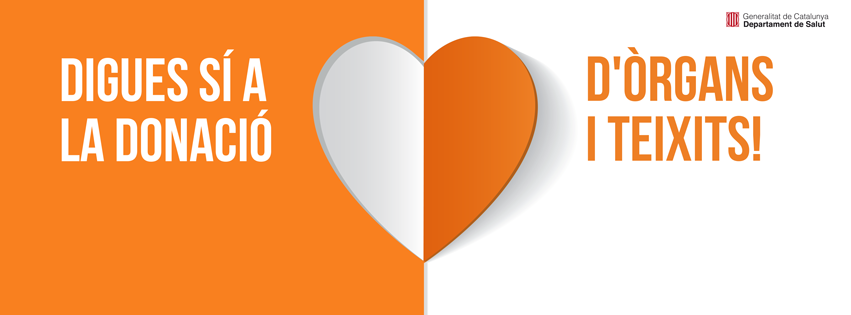 DIGUES SÍ A
LA DONACIÓ
D'ÒRGANS
I TEIXITS!
Generalitat de Catalunya
Departament de Salut